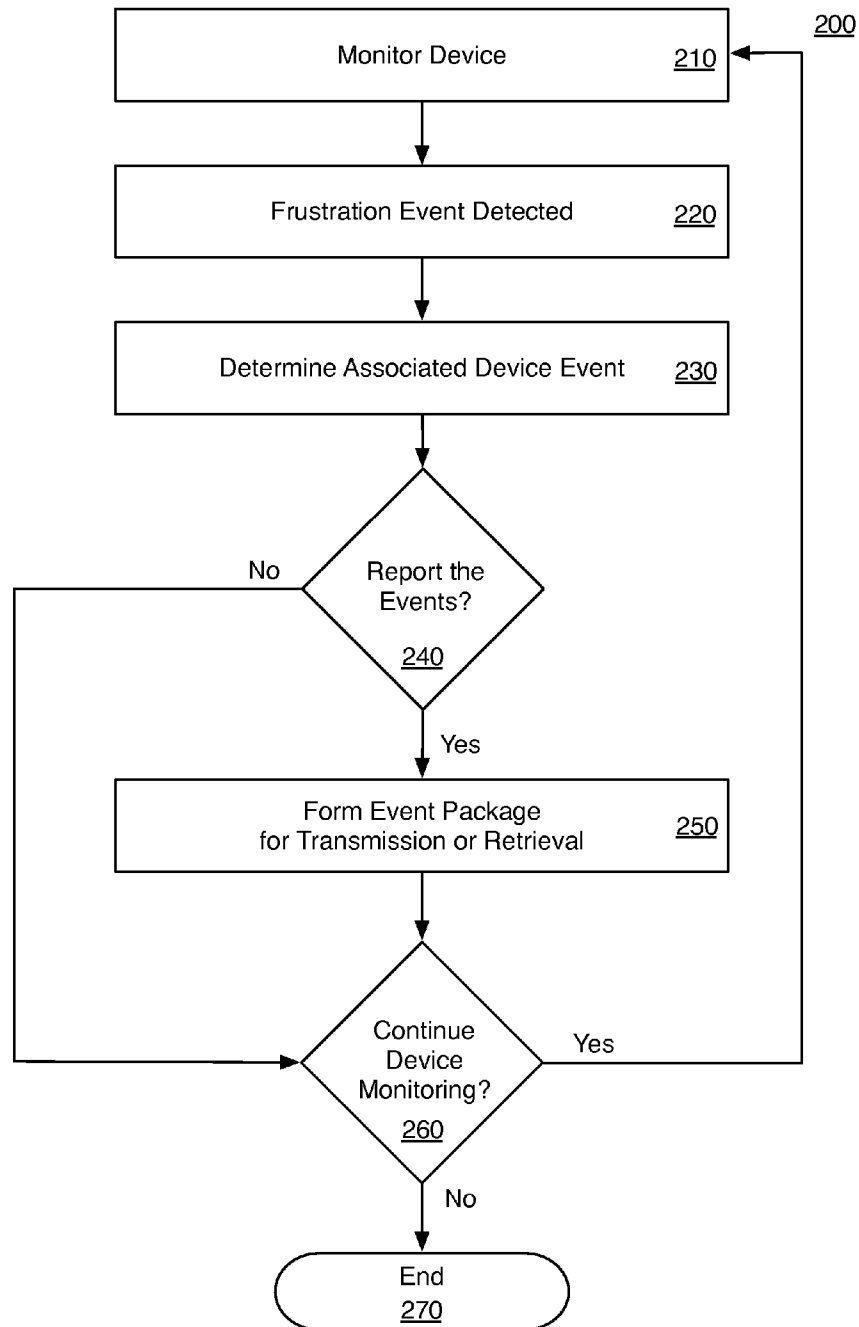 200
Monitor Device 210
Frustration Event Detected 220
Determine Associated Device Event 230
No
Report the
Events?
240
Yes
Form Event Package
for Transmission or Retrieval 250
Continue
Device
Monitoring?
260
Yes
No
End
270